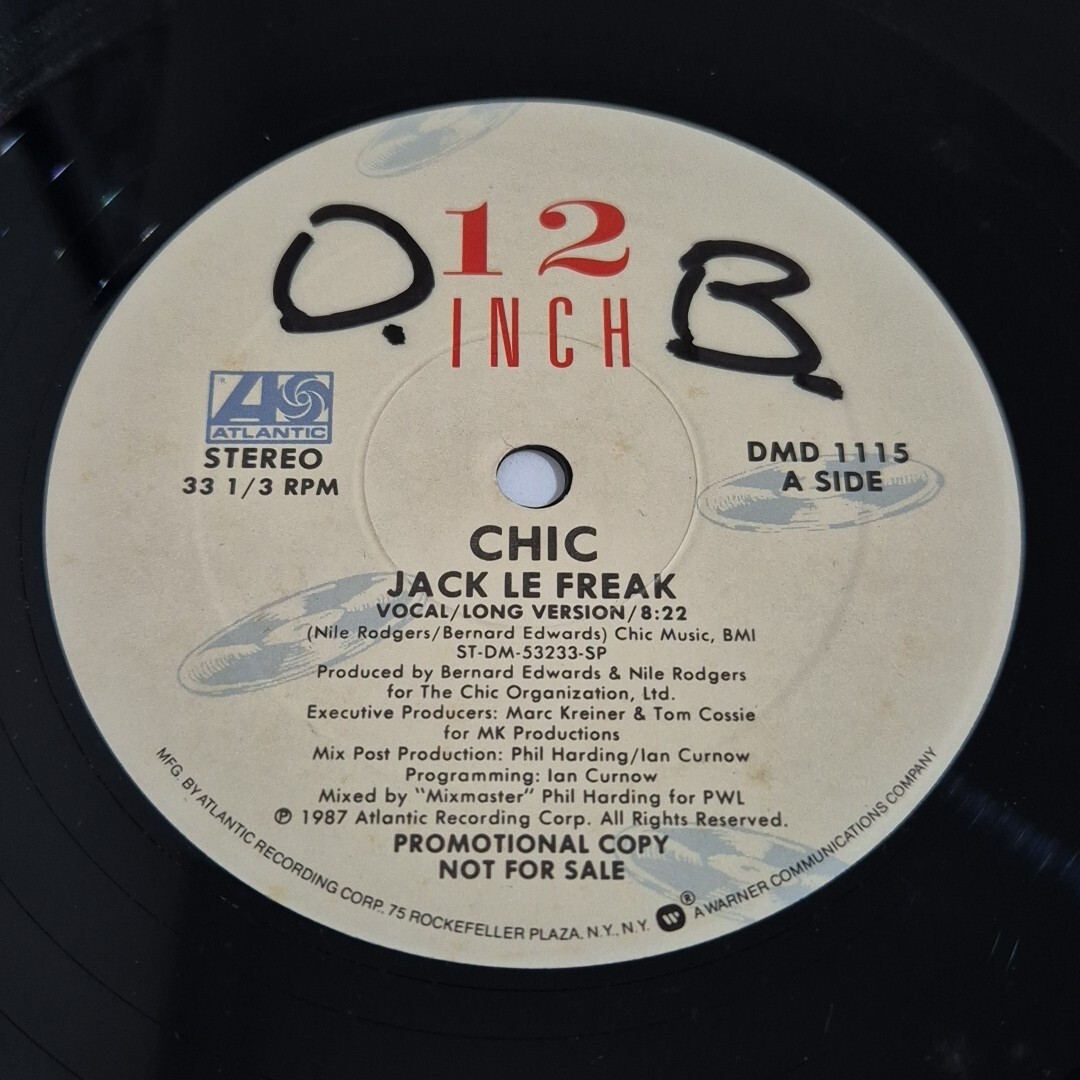 D. B.
12
INCH
ATLANTIC
STEREO
33 1/3 RPM
DMD 1115
A SIDE
CHIC
JACK LE FREAK
VOCAL/LONG VERSION/8:22
(Nile Rodgers/Bernard Edwards) Chic Music, BMI
ST-DM-53233-SP
Produced by Bernard Edwards & Nile Rodgers
for The Chic Organization, Ltd.
Executive Producers: Marc Kreiner & Tom Cossie
for MK Productions
Mix Post Production: Phil Harding/Ian Curnow
Programming: Ian Curnow
Mixed by "Mixmaster" Phil Harding for PWL
℗ 1987 Atlantic Recording Corp. All Rights Reserved.
PROMOTIONAL COPY
NOT FOR SALE
MFG. BY ATLANTIC RECORDING CORP., 75 ROCKEFELLER PLAZA, N.Y., N.Y. ® A WARNER COMMUNICATIONS COMPANY